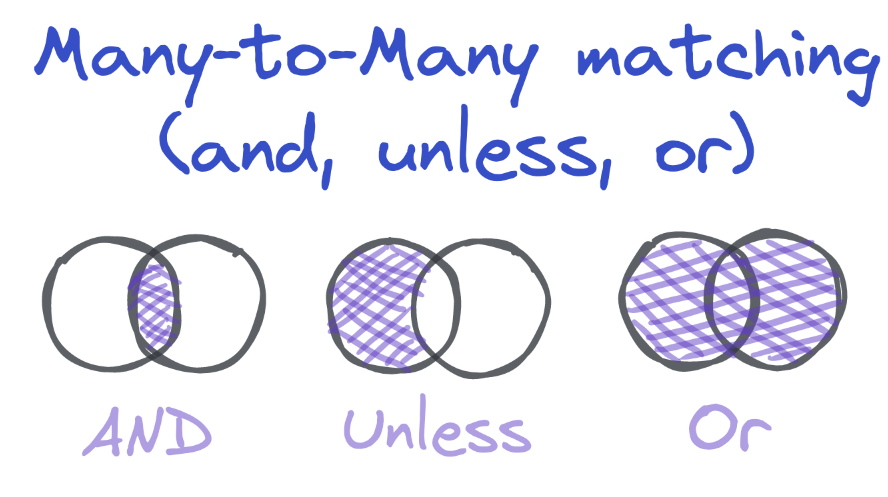 Many-to-Many matching
(and, unless, or)
AND Unless Or